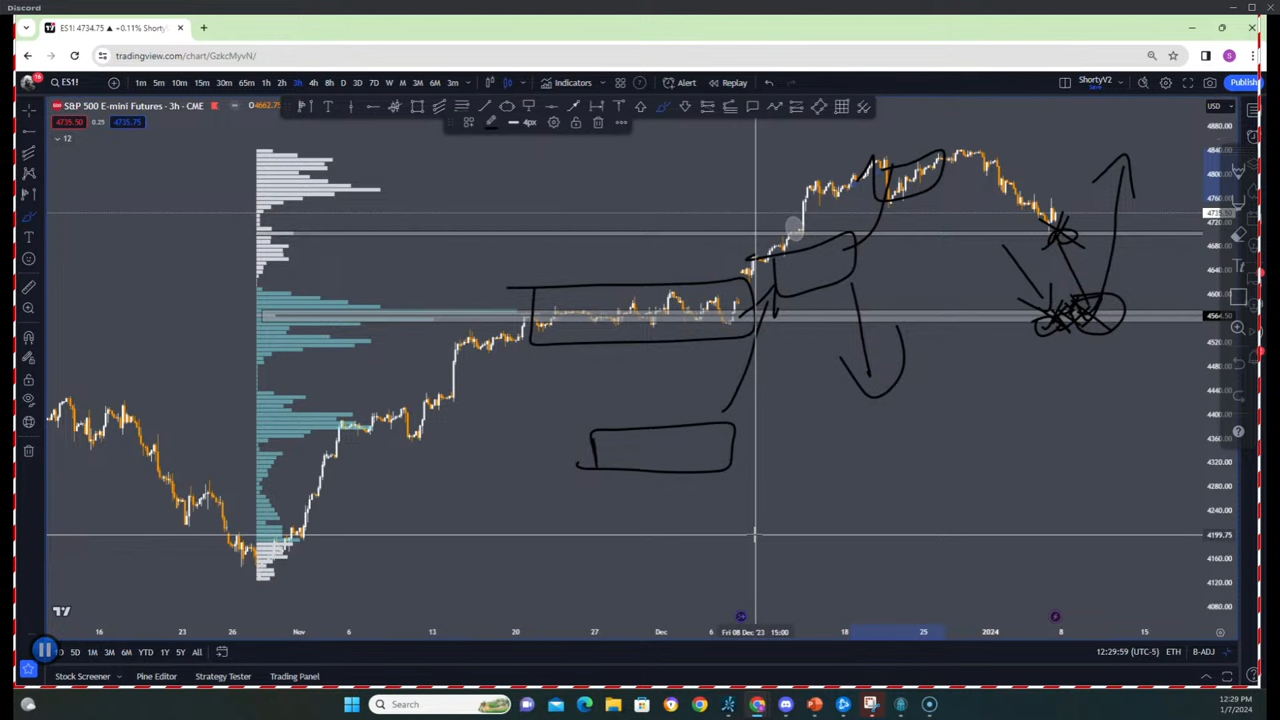 Discord
ES1! 4734.75 ▲ +0.11% Shorty
tradingview.com/chart/GzkcMyvN/
16 ES1! 1m 5m 10m 15m 30m 65m 1h 2h 3h 4h 8h D 3D 7D W M 3M 6M 3m Indicators Alert Replay ShortyV2 Save Publish
S&P 500 E-mini Futures · 3h · CME O4662.75 USD
4735.50 0.25 4735.75 4px
12
4880.00
4840.00
4800.00
4760.00
4735.50
4720.00
4680.00
4640.00
4600.00
4564.50
4520.00
4480.00
4440.00
4400.00
4360.00
4320.00
4280.00
4240.00
4199.75
4160.00
4120.00
4080.00
16 23 26 Nov 6 13 20 27 Dec 6 Fri 08 Dec '23 15:00 18 25 2024 8 15
5D 1M 3M 6M YTD 1Y 5Y All 12:29:59 (UTC-5) ETH B-ADJ
Stock Screener Pine Editor Strategy Tester Trading Panel
Search 12:29 PM
1/7/2024